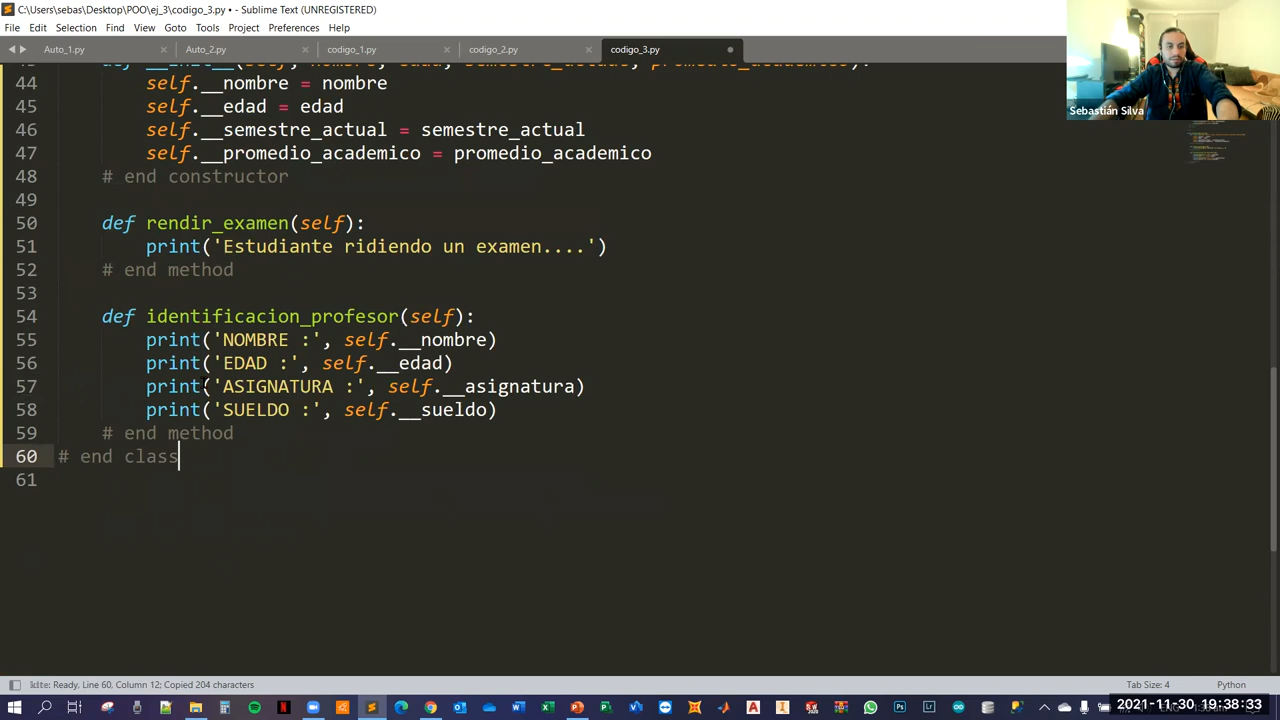 C:\Users\sebas\Desktop\POO\ej_3\codigo_3.py • - Sublime Text (UNREGISTERED)
File Edit Selection Find View Goto Tools Project Preferences Help
Auto_1.py Auto_2.py codigo_1.py codigo_2.py codigo_3.py
Sebastián Silva
44 self.__nombre = nombre
45 self.__edad = edad
46 self.__semestre_actual = semestre_actual
47 self.__promedio_academico = promedio_academico
48 # end constructor
49
50 def rendir_examen(self):
51 print('Estudiante ridiendo un examen....')
52 # end method
53
54 def identificacion_profesor(self):
55 print('NOMBRE :', self.__nombre)
56 print('EDAD :', self.__edad)
57 print('ASIGNATURA :', self.__asignatura)
58 print('SUELDO :', self.__sueldo)
59 # end method
60 # end class
61
Ready, Line 60, Column 12; Copied 204 characters
Tab Size: 4 Python
2021-11-30 19:38:33